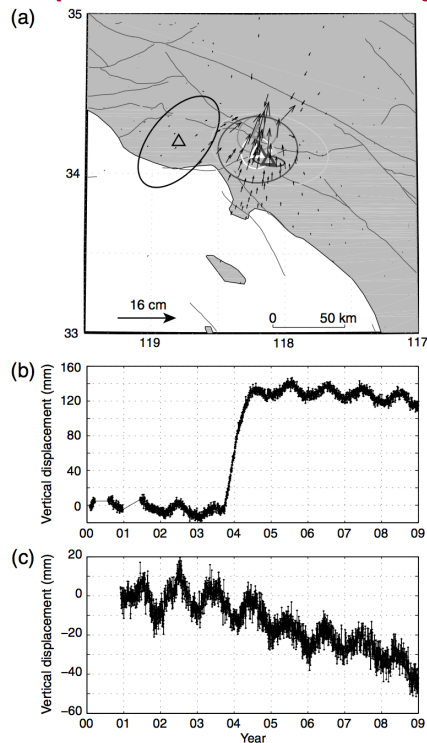 (a)
35
34
33
16 cm
0 50 km
119 118 117
(b)
Vertical displacement (mm)
160
120
80
40
0
00 01 02 03 04 05 06 07 08 09
(c)
Vertical displacement (mm)
20
0
−20
−40
−60
00 01 02 03 04 05 06 07 08 09
Year